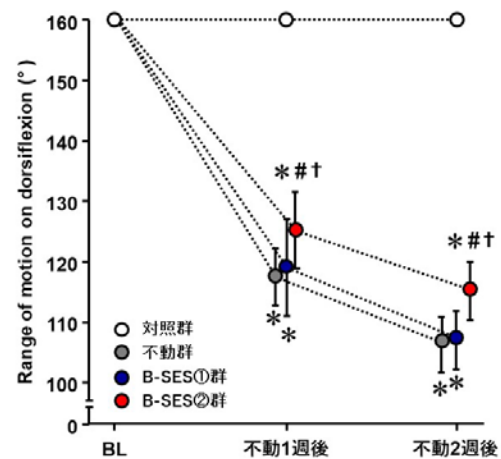 Range of motion on dorsiflexion (°)
160
150
140
130
120
110
100
0
*#†
*#†
*
*
*
*
対照群
不動群
B-SES①群
B-SES②群
BL
不動1週後
不動2週後